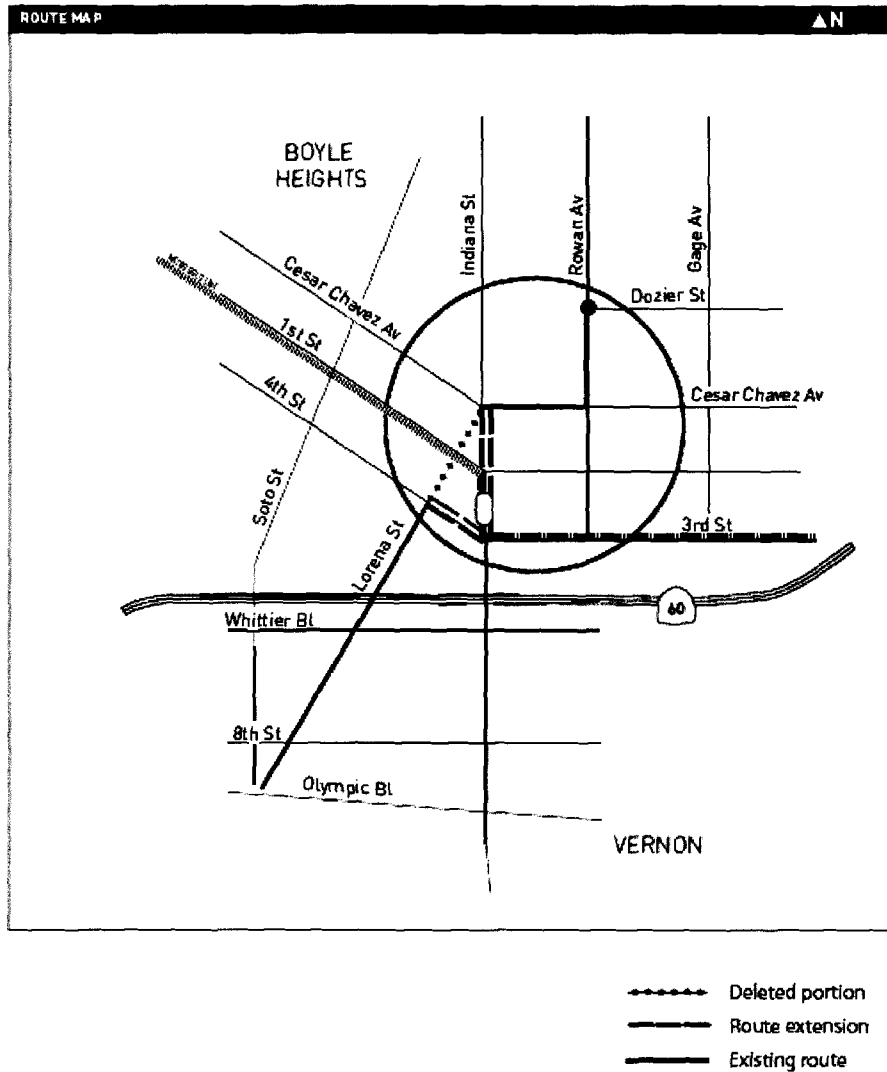 ROUTE MAP
▲N
BOYLE
HEIGHTS
Indiana St
Rowan Av
Gage Av
Cesar Chavez Av
Dozier St
1st St
4th St
Cesar Chavez Av
Soto St
Lorena St
3rd St
60
Whittier Bl
8th St
Olympic Bl
VERNON
Deleted portion
Route extension
Existing route